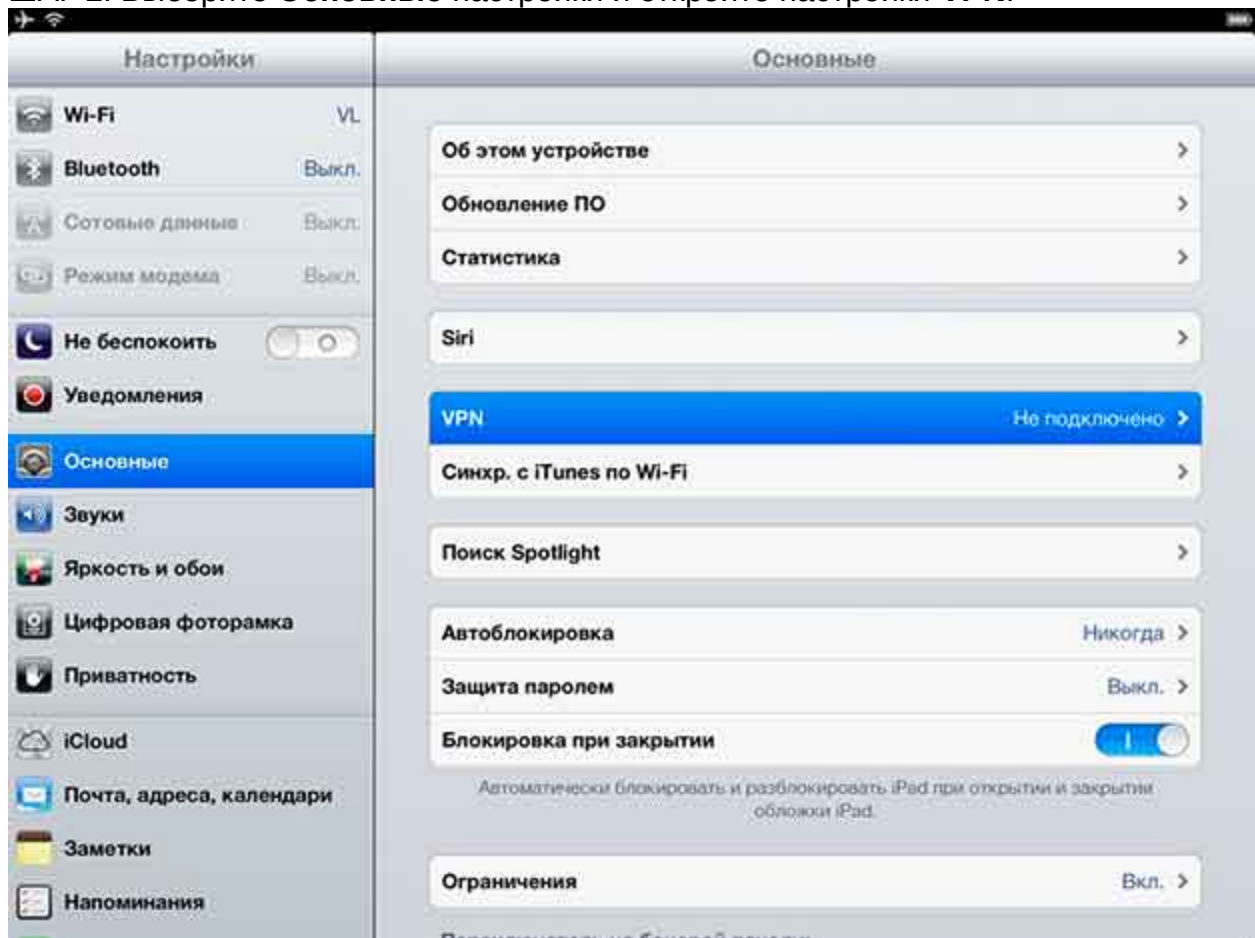 Настройки
Wi-Fi VL
Bluetooth Выкл.
Сотовые данные Выкл.
Режим модема Выкл.
Не беспокоить
Уведомления
Основные
Звуки
Яркость и обои
Цифровая фоторамка
Приватность
iCloud
Почта, адреса, календари
Заметки
Напоминания
Основные
Об этом устройстве
Обновление ПО
Статистика
Siri
VPN Не подключено
Синхр. с iTunes по Wi-Fi
Поиск Spotlight
Автоблокировка Никогда
Защита паролем Выкл.
Блокировка при закрытии
Автоматически блокировать и разблокировать iPad при открытии и закрытии
обложки iPad.
Ограничения Вкл.